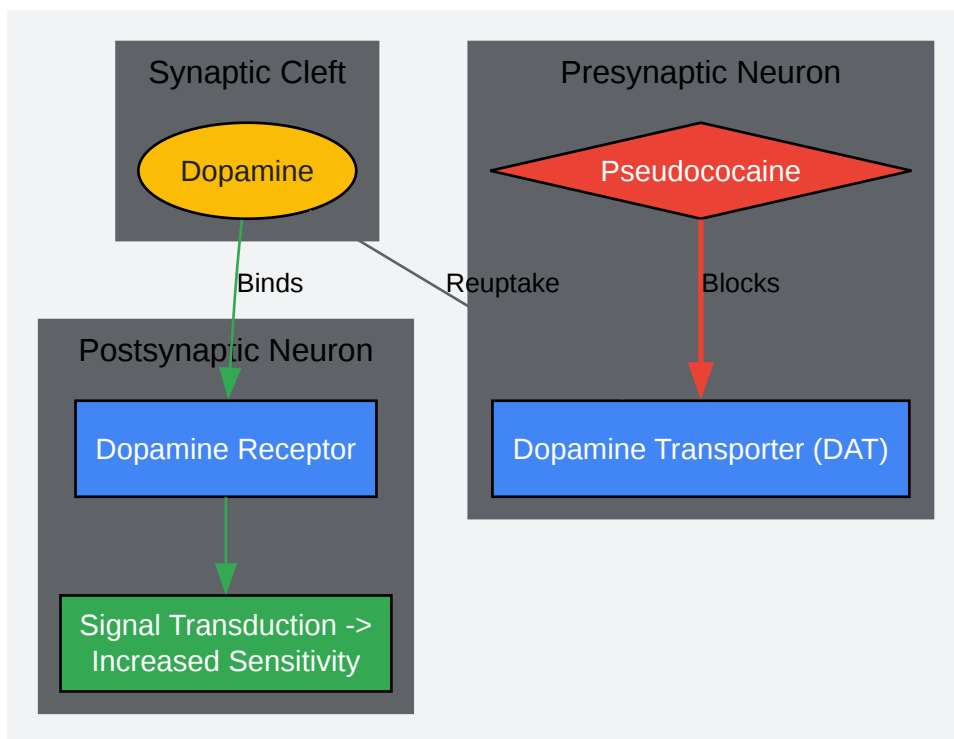 Synaptic Cleft
Presynaptic Neuron
Dopamine
Pseudococaine
Binds
Reuptake
Blocks
Postsynaptic Neuron
Dopamine Receptor
Dopamine Transporter (DAT)
Signal Transduction ->
Increased Sensitivity